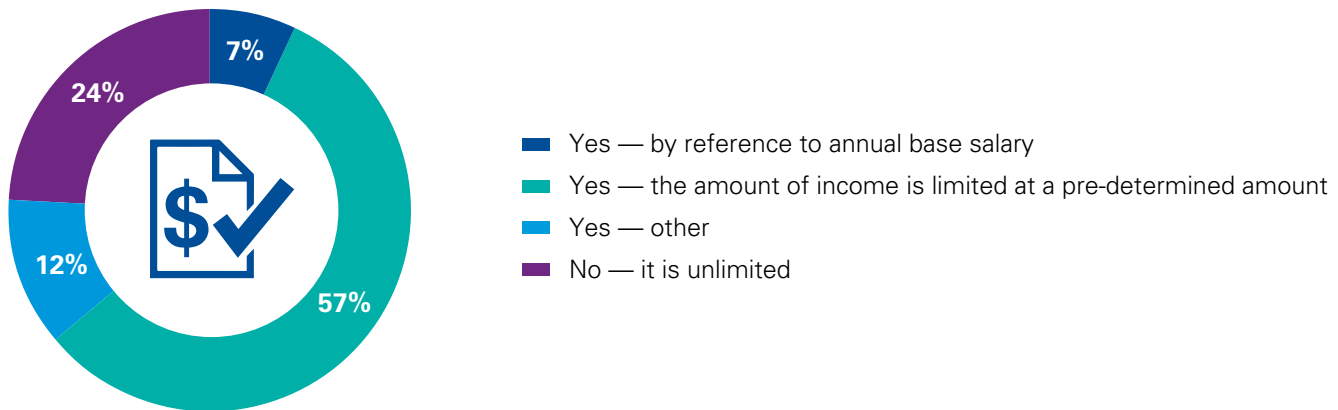 7%
24%
12%
57%
$
Yes — by reference to annual base salary
Yes — the amount of income is limited at a pre-determined amount
Yes — other
No — it is unlimited